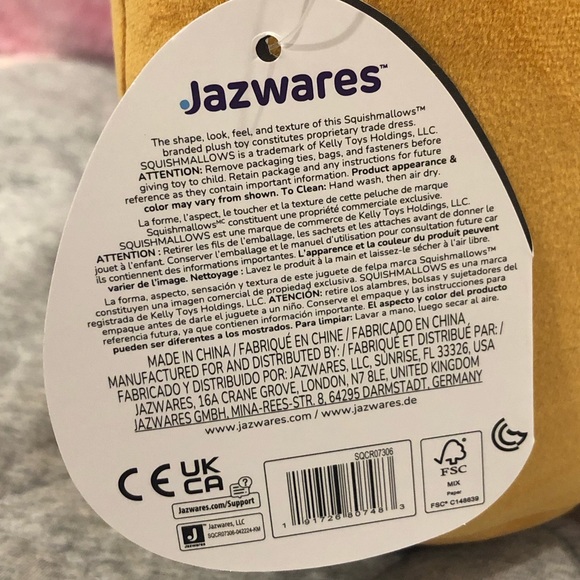 Jazwares™
The shape, look, feel, and texture of this Squishmallows™
branded plush toy constitutes proprietary trade dress.
SQUISHMALLOWS is a trademark of Kelly Toys Holdings, LLC.
ATTENTION: Remove packaging ties, bags, and fasteners before
giving toy to child. Retain package and any instructions for future
reference as they contain important information. Product appearance &
color may vary from shown. To Clean: Hand wash, then air dry.
La forme, l'aspect, le toucher et la texture de cette peluche de marque
Squishmallowsᴹᶜ constituent une propriété commerciale exclusive.
SQUISHMALLOWS est une marque de commerce de Kelly Toys Holdings, LLC.
ATTENTION : Retirer les fils de l'emballage, les sachets et les attaches avant de donner le
jouet à l'enfant. Conserver l'emballage et le manuel d'utilisation pour consultation future car
ils contiennent des informations importantes. L'apparence et la couleur du produit peuvent
varier de l'image. Nettoyage : Lavez le produit à la main et laissez-le sécher à l'air libre.
La forma, aspecto, sensación y textura de este juguete de felpa marca Squishmallows™
constituyen una imagen comercial de propiedad exclusiva. SQUISHMALLOWS es una marca
registrada de Kelly Toys Holdings, LLC. ATENCIÓN: retire los alambres, bolsas y sujetadores del
empaque antes de darle el juguete a un niño. Conserve el empaque y las instrucciones para
referencia futura, ya que contienen información importante. El aspecto y color del producto
pueden ser diferentes a los mostrados. Para limpiar: Lavar a mano, luego secar al aire.
MADE IN CHINA / FABRIQUÉ EN CHINE / FABRICADO EN CHINA
MANUFACTURED FOR AND DISTRIBUTED BY: / FABRIQUÉ ET DISTRIBUÉ PAR: /
FABRICADO Y DISTRIBUIDO POR: JAZWARES, LLC, SUNRISE, FL 33326, USA
JAZWARES, 16A CRANE GROVE, LONDON, N7 8LE, UNITED KINGDOM
JAZWARES GMBH, MINA-REES-STR. 8, 64295 DARMSTADT, GERMANY
www.jazwares.com / www.jazwares.de
CE UK
CA
Jazwares.com/Support
Jazwares, LLC
SQCR07306-042224-KM
SQCR07306
1 91726 80748 3
FSC
MIX
Paper
FSC® C148639